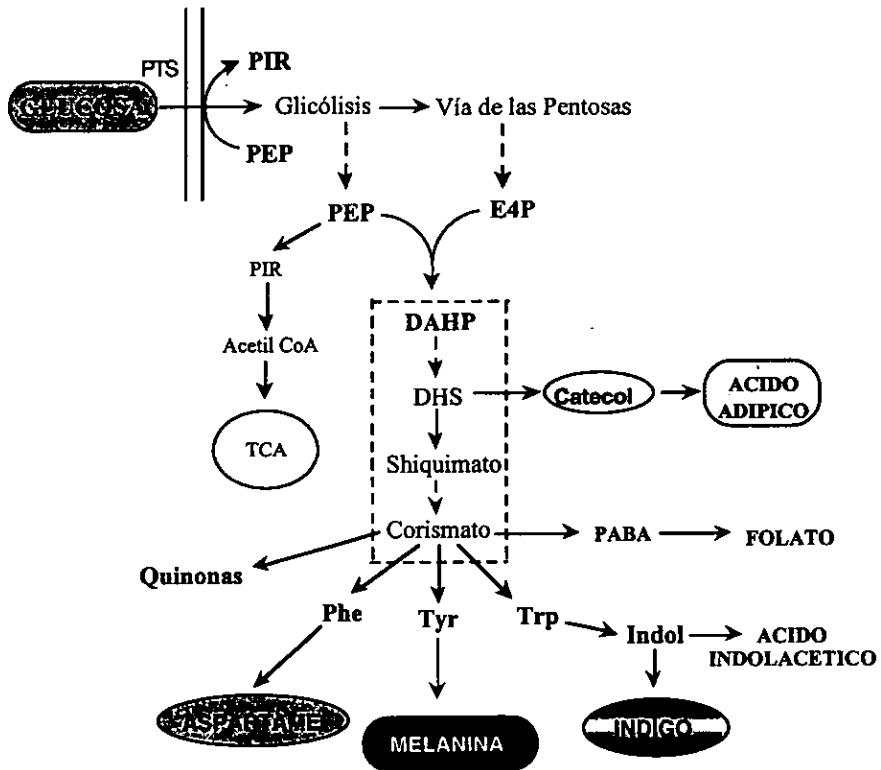 PTS
PIR
GLUCOSA
Glicólisis
Vía de las Pentosas
PEP
PEP
E4P
PIR
DAHP
Acetil CoA
DHS
Catecol
ACIDO
ADIPICO
TCA
Shiquimato
Corismato
PABA
FOLATO
Quinonas
Phe
Tyr
Trp
Indol
ACIDO
INDOLACETICO
ASPARTAME
MELANINA
INDIGO